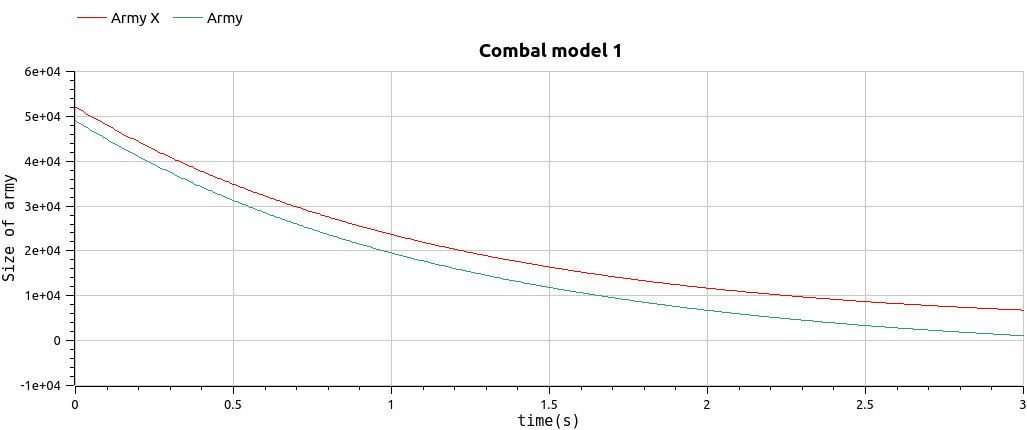 Army X Army
Combal model 1
6e+04
5e+04
4e+04
3e+04
2e+04
1e+04
0
-1e+04
Size of army
0 0.5 1 1.5 2 2.5 3
time(s)